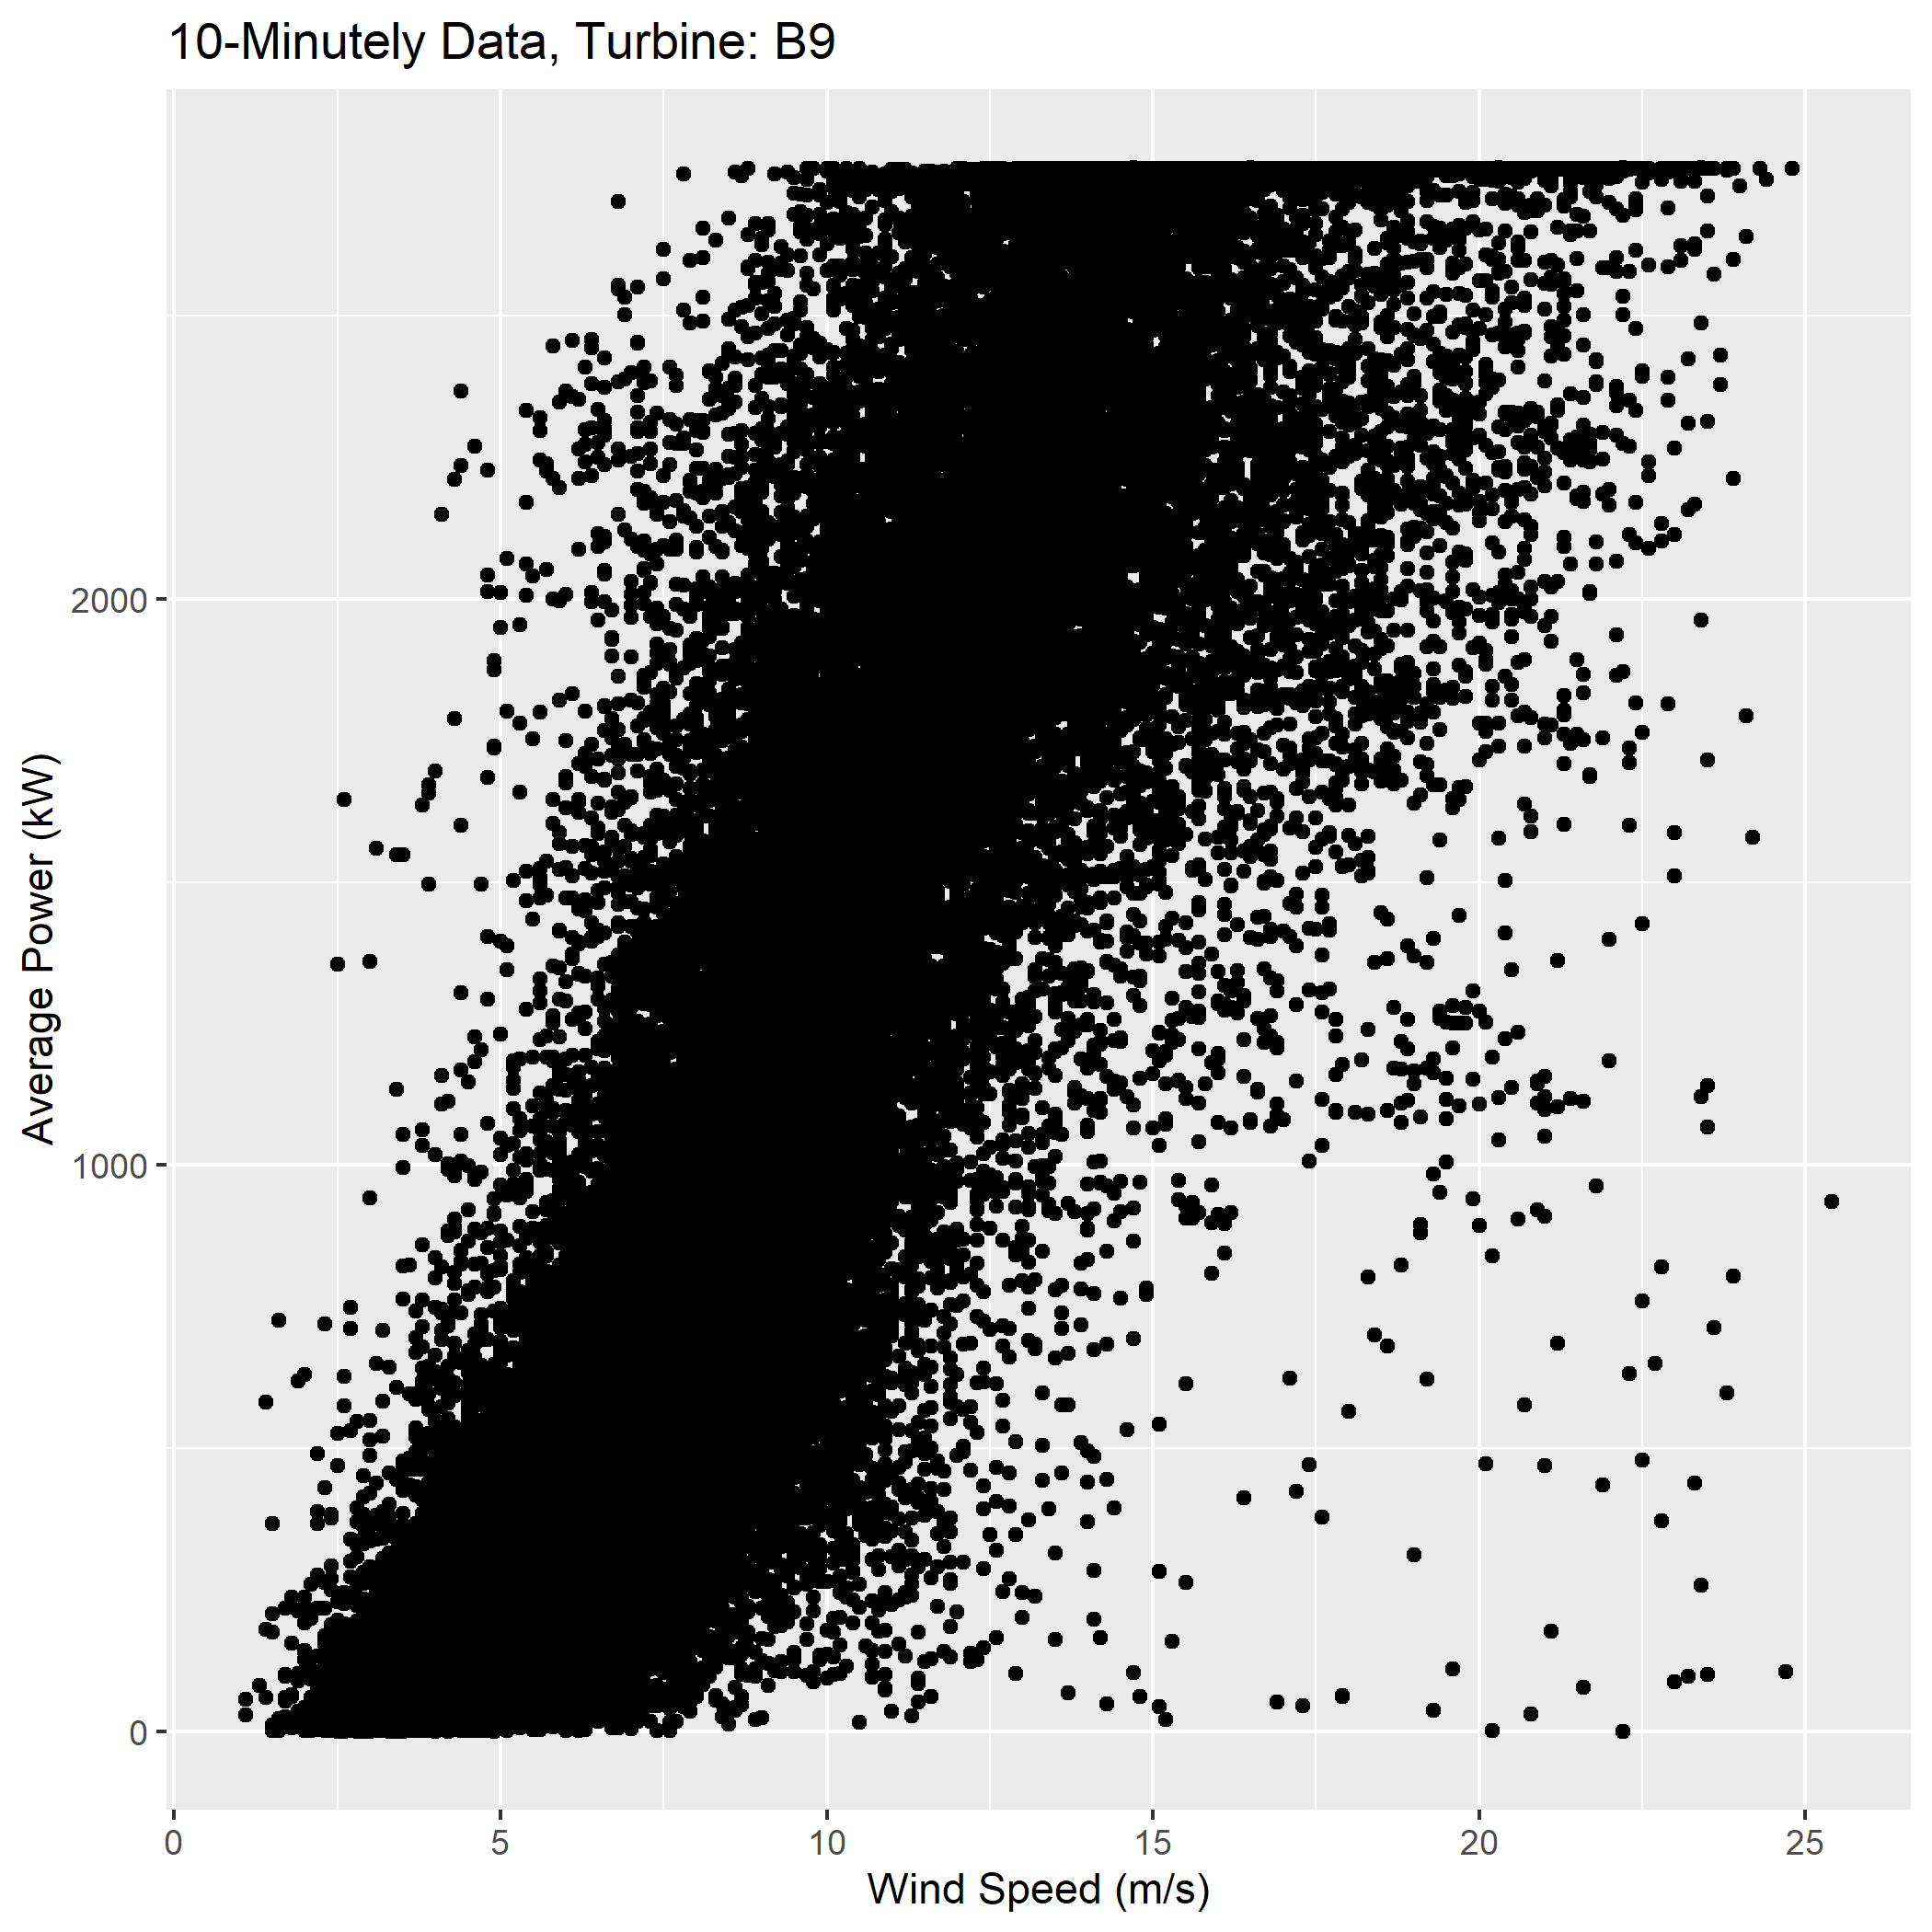 10-Minutely Data, Turbine: B9
Average Power (kW)
2000
1000
0
0 5 10 15 20 25
Wind Speed (m/s)